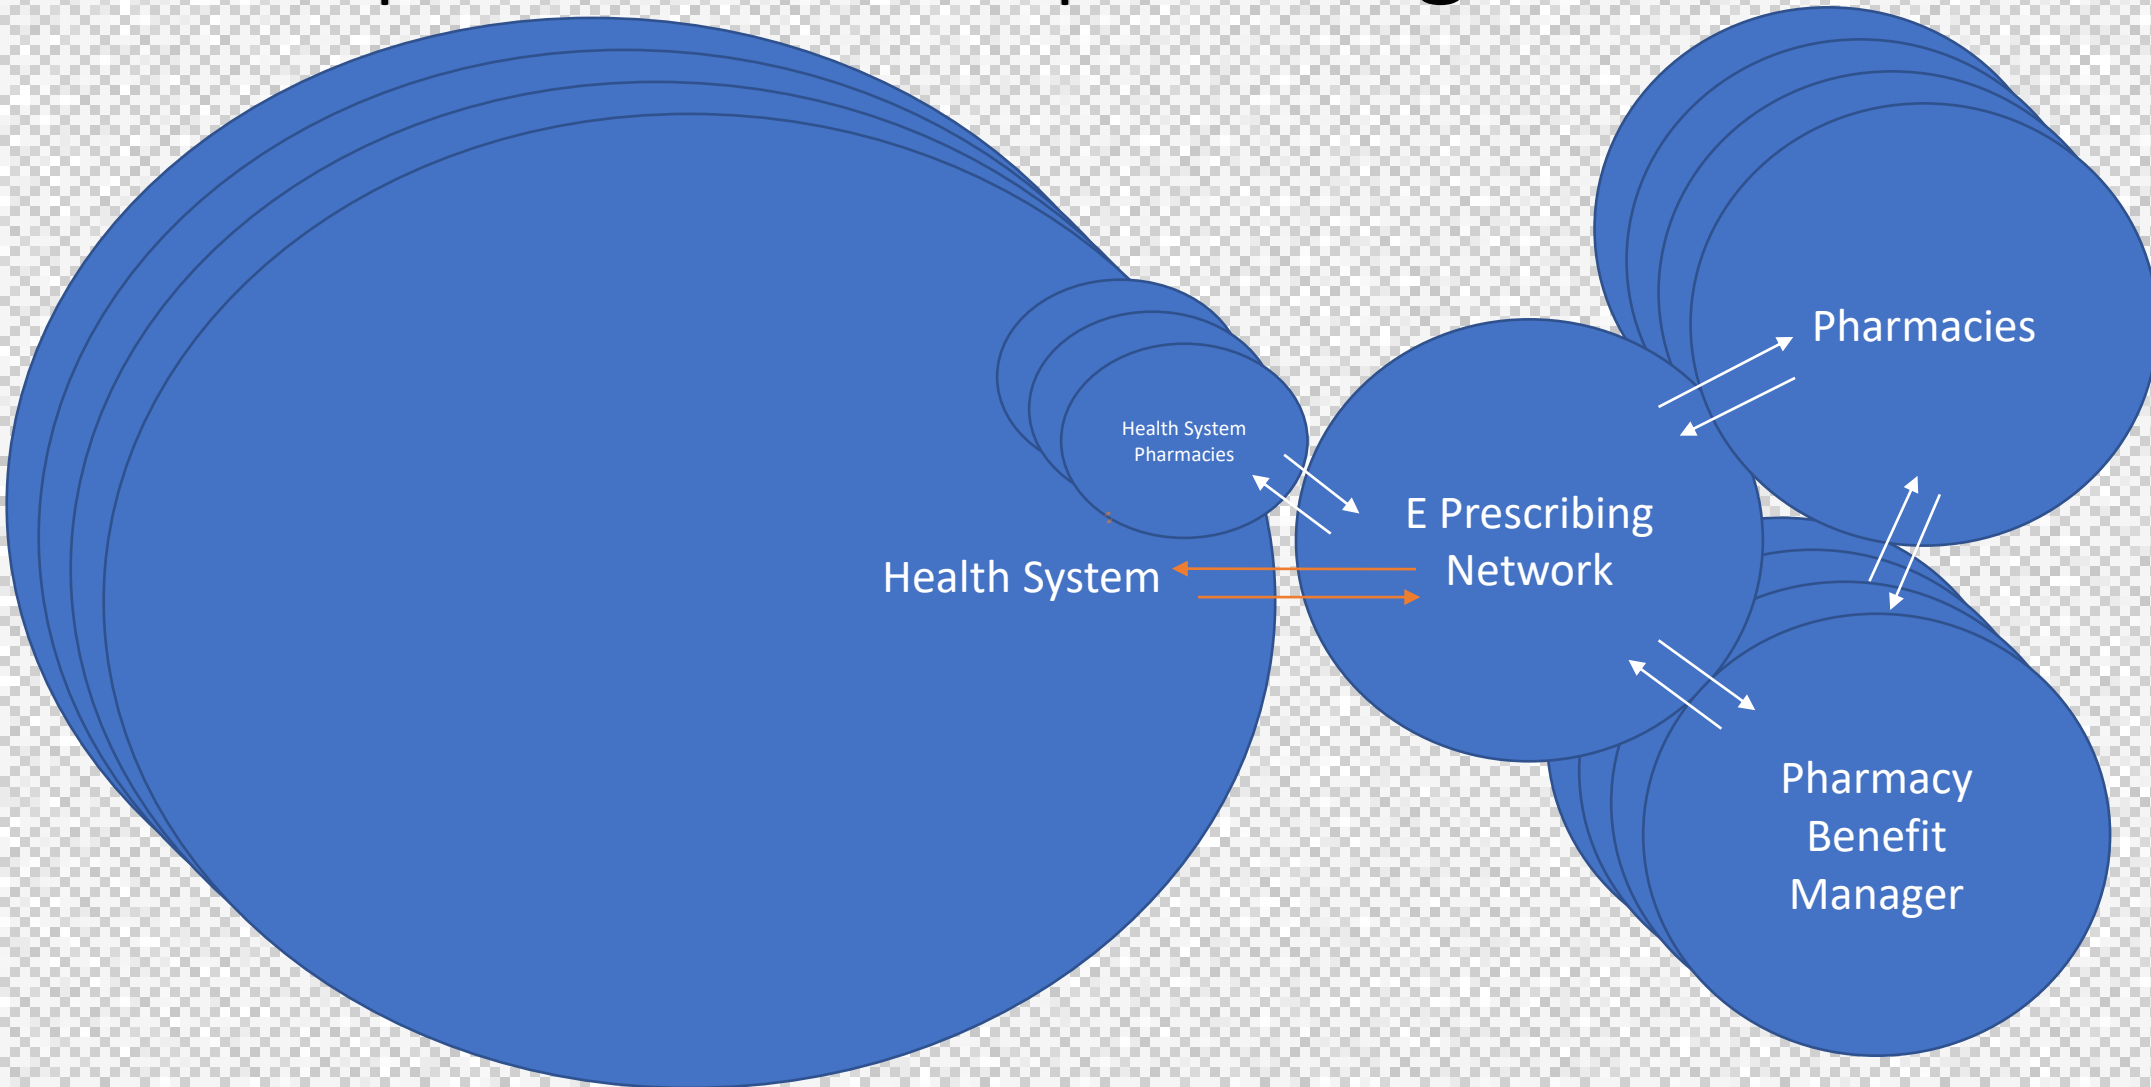 Pharmacies
Health System
Pharmacies
E Prescribing
Network
Health System
Pharmacy
Benefit
Manager